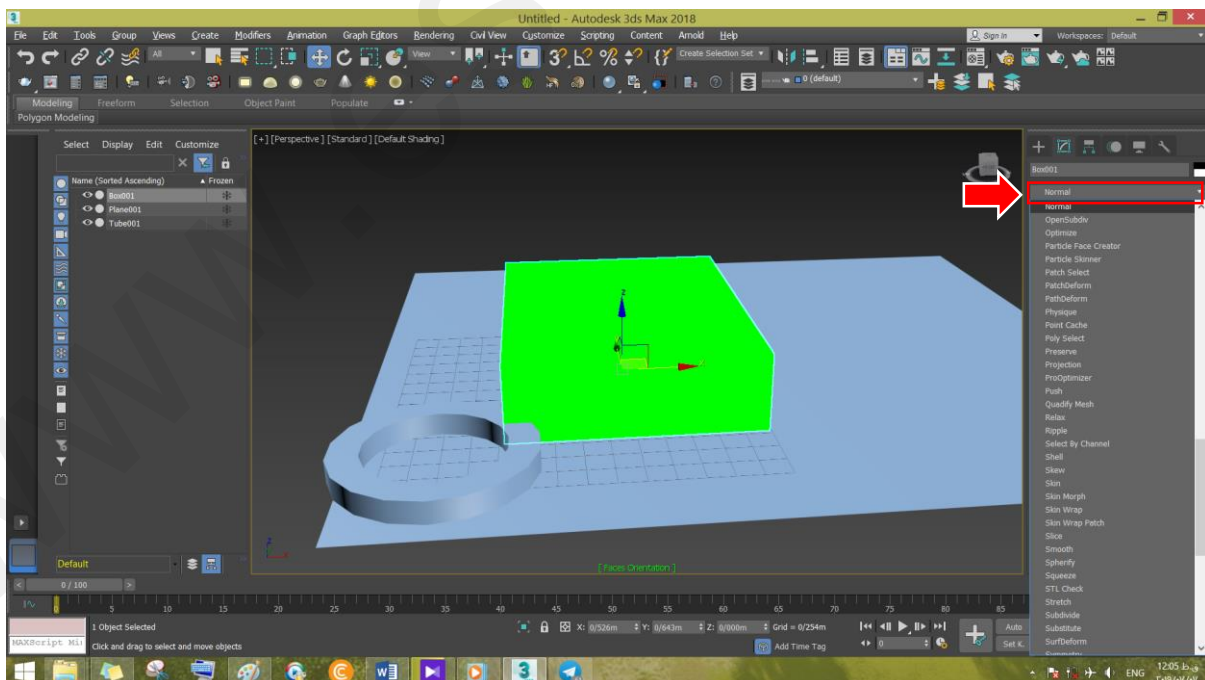 Untitled - Autodesk 3ds Max 2018
File Edit Tools Group Views Create Modifiers Animation Graph Editors Rendering Civil View Customize Scripting Content Arnold Help Sign In Workspaces: Default
All View Create Selection Set
0 (default)
Modeling Freeform Selection Object Paint Populate
Polygon Modeling
Select Display Edit Customize
[+] [Perspective ] [Standard ] [Default Shading ]
Name (Sorted Ascending) Frozen
Box001
Plane001
Tube001
Box001
Normal
Normal
OpenSubdiv
Optimize
Particle Face Creator
Particle Skinner
Patch Select
PatchDeform
PathDeform
Physique
Point Cache
Poly Select
Preserve
Projection
ProOptimizer
Push
Quadify Mesh
Relax
Ripple
Select By Channel
Shell
Skew
Skin
Skin Morph
Skin Wrap
Skin Wrap Patch
Slice
Smooth
Spherify
Squeeze
STL Check
Stretch
Subdivide
Substitute
SurfDeform
Symmetry
z
x
[ Faces Orientation ]
Default
0 / 100
0 5 10 15 20 25 30 35 40 45 50 55 60 65 70 75 80 85
1 Object Selected
X: 0/526m Y: 0/643m Z: 0/000m Grid = 0/254m
Auto
MAXScript Mi
Click and drag to select and move objects
Add Time Tag
0
Set K.
ENG
12:05 ب.ظ
WWW.